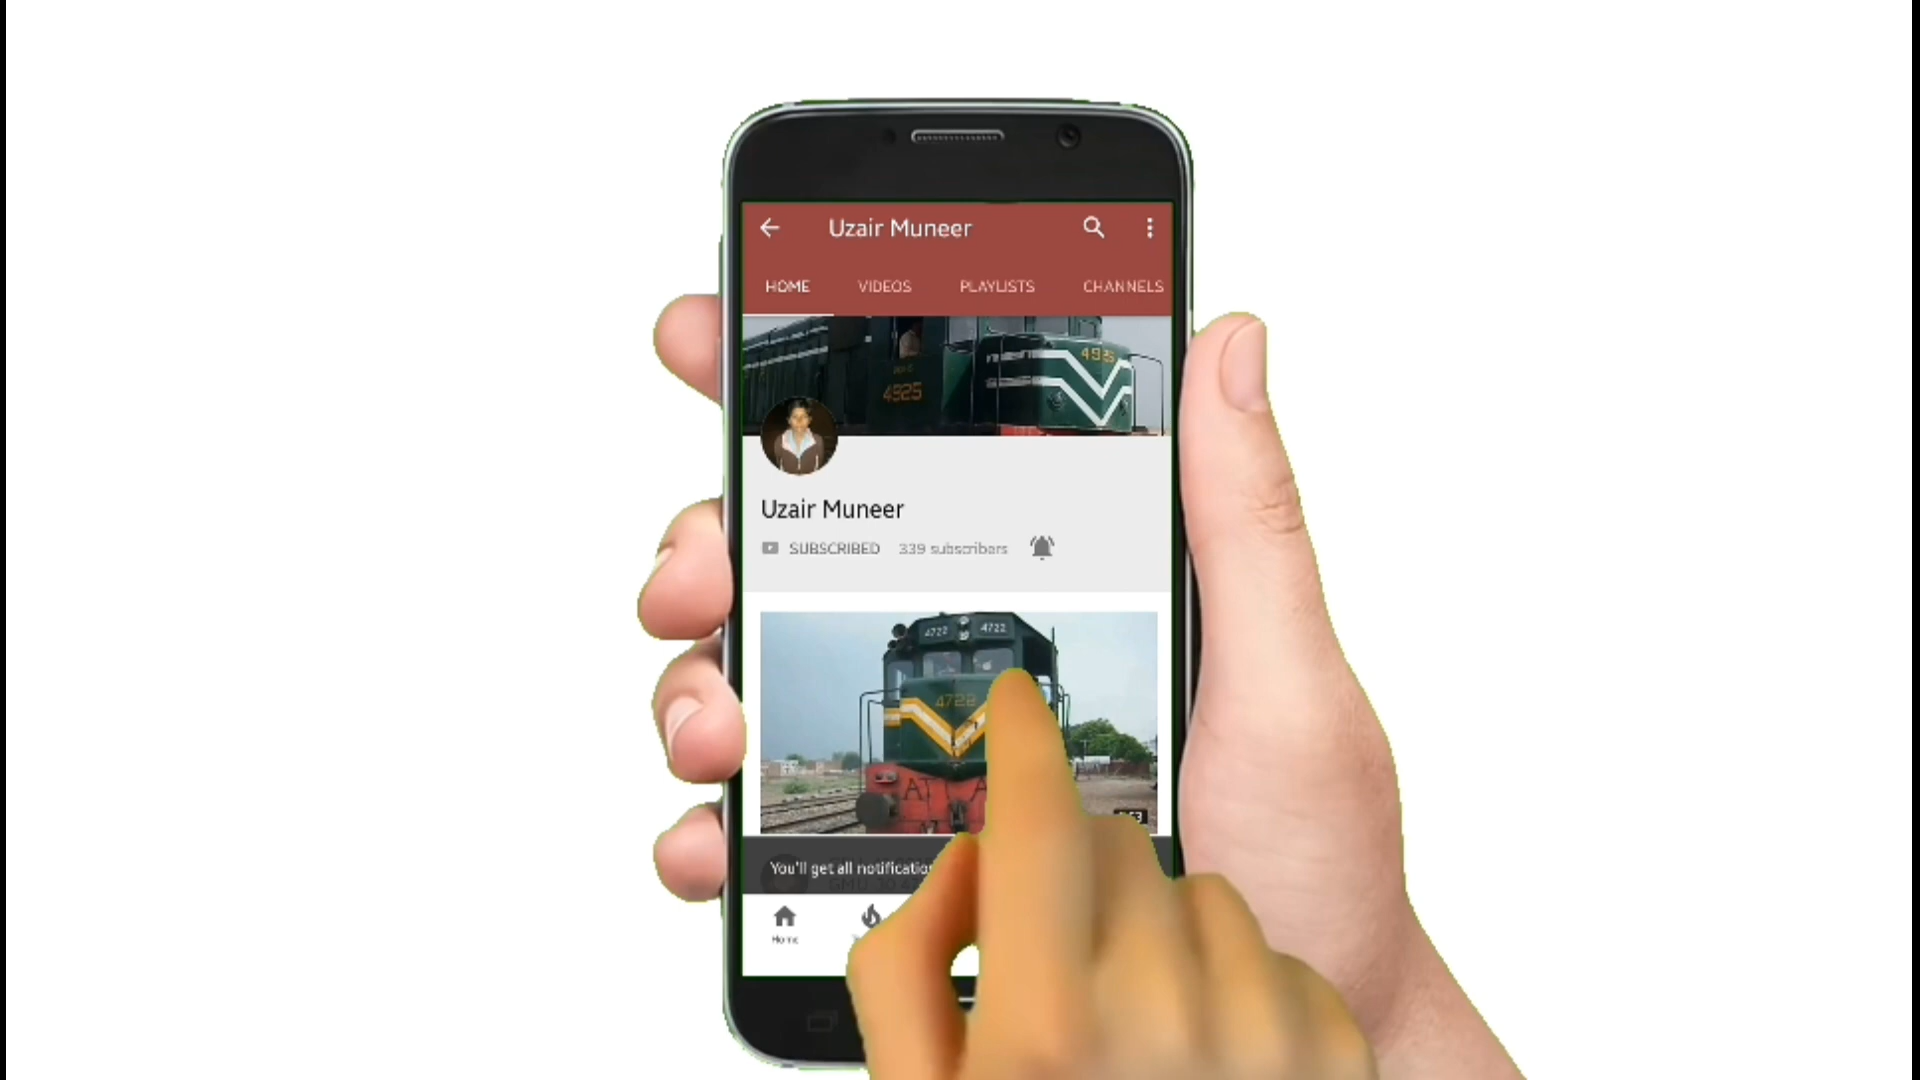 Uzair Muneer
HOME VIDEOS PLAYLISTS CHANNELS
4925
4925
Uzair Muneer
SUBSCRIBED 339 subscribers
4722 4722
4722
You'll get all
Home